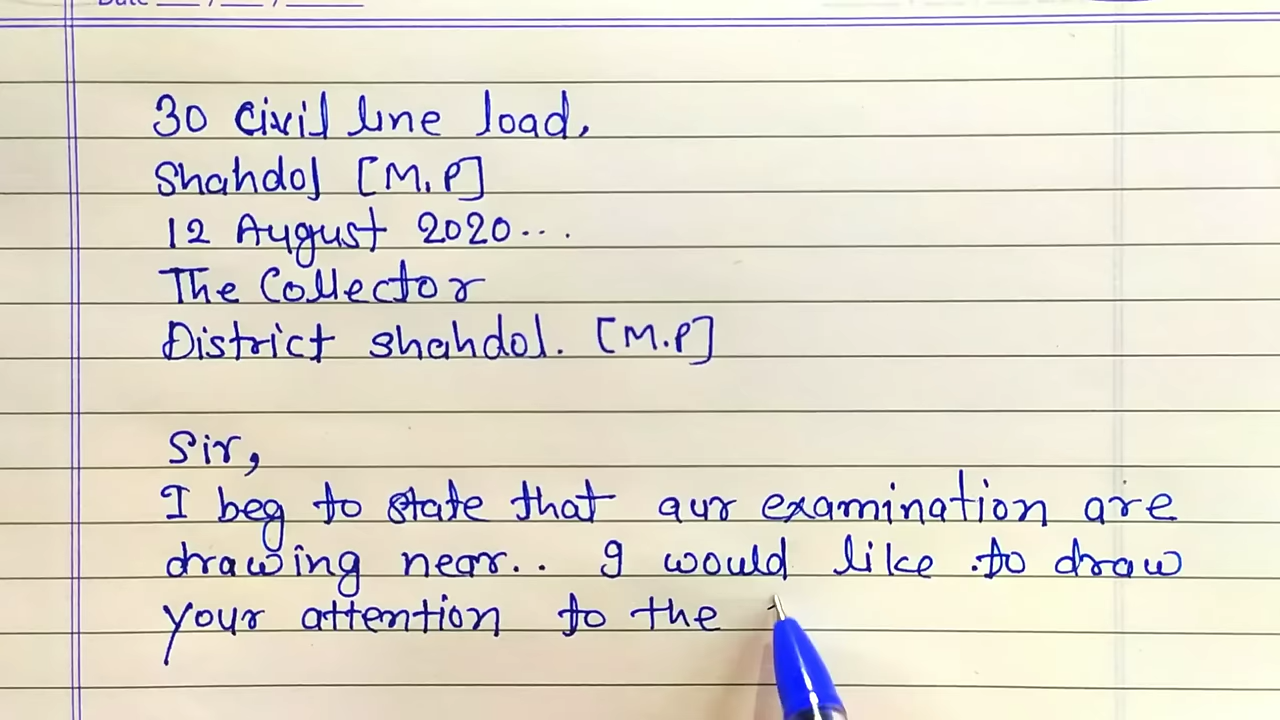 30 Civil line load,
Shahdol [M.P]
12 August 2020...
The Collector
District shahdol. [M.P]
Sir,
I beg to state that aur examination are
drawing near.. I would like .to draw
your attention to the